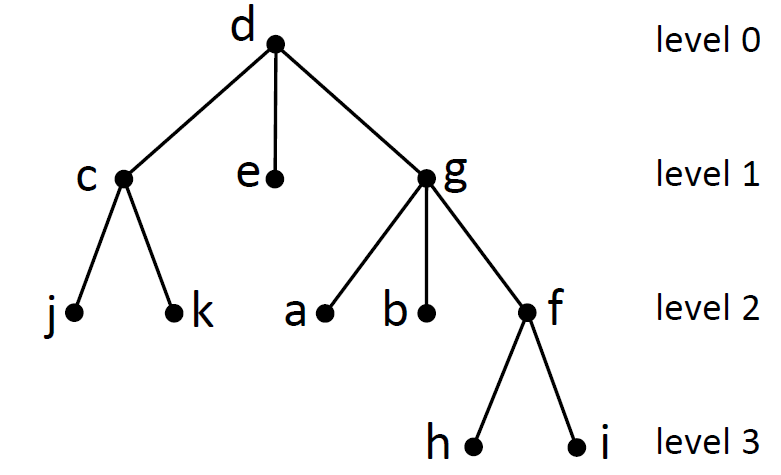 d level 0
c e g level 1
j k a b f level 2
h i level 3